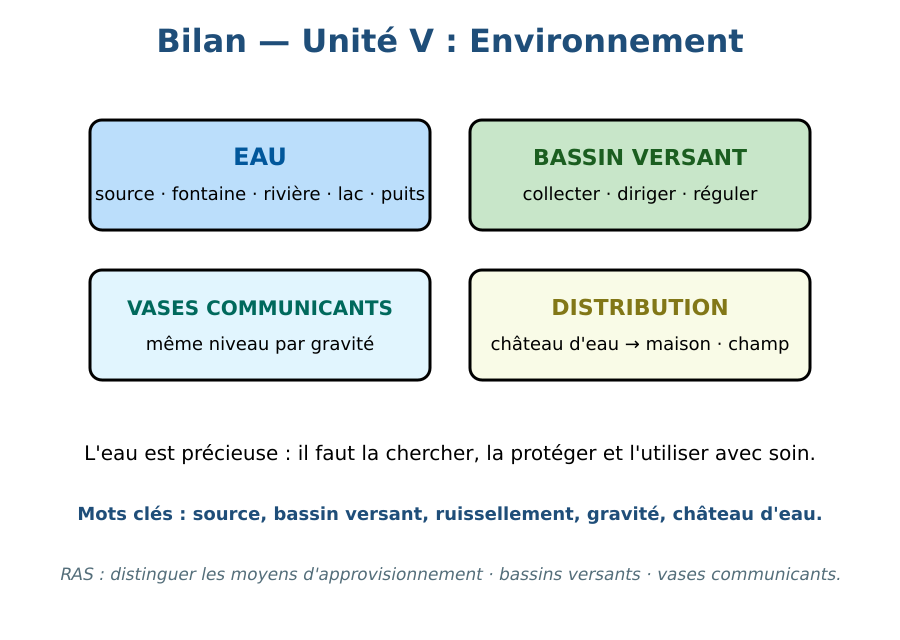 Bilan — Unité V : Environnement
EAU
source · fontaine · rivière · lac · puits
BASSIN VERSANT
collecter · diriger · réguler
VASES COMMUNICANTS
même niveau par gravité
DISTRIBUTION
château d'eau → maison · champ
L'eau est précieuse : il faut la chercher, la protéger et l'utiliser avec soin.
Mots clés : source, bassin versant, ruissellement, gravité, château d'eau.
RAS : distinguer les moyens d'approvisionnement · bassins versants · vases communicants.